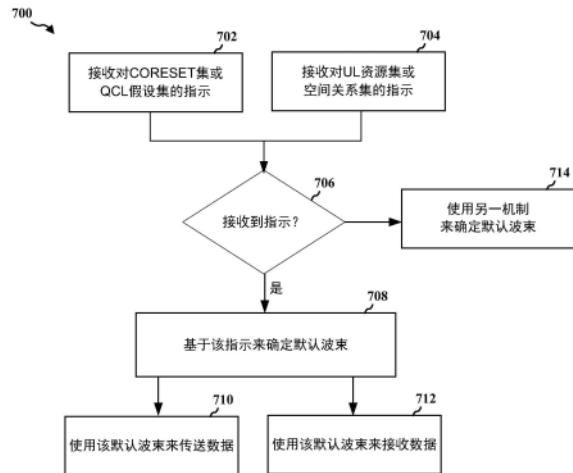 700
702
704
接收对CORESET集或
QCL假设集的指示
接收对UL资源集或
空间关系集的指示
706
714
接收到指示？
使用另一机制
来确定默认波束
是
708
基于该指示来确定默认波束
710
712
使用该默认波束来传送数据
使用该默认波束来接收数据